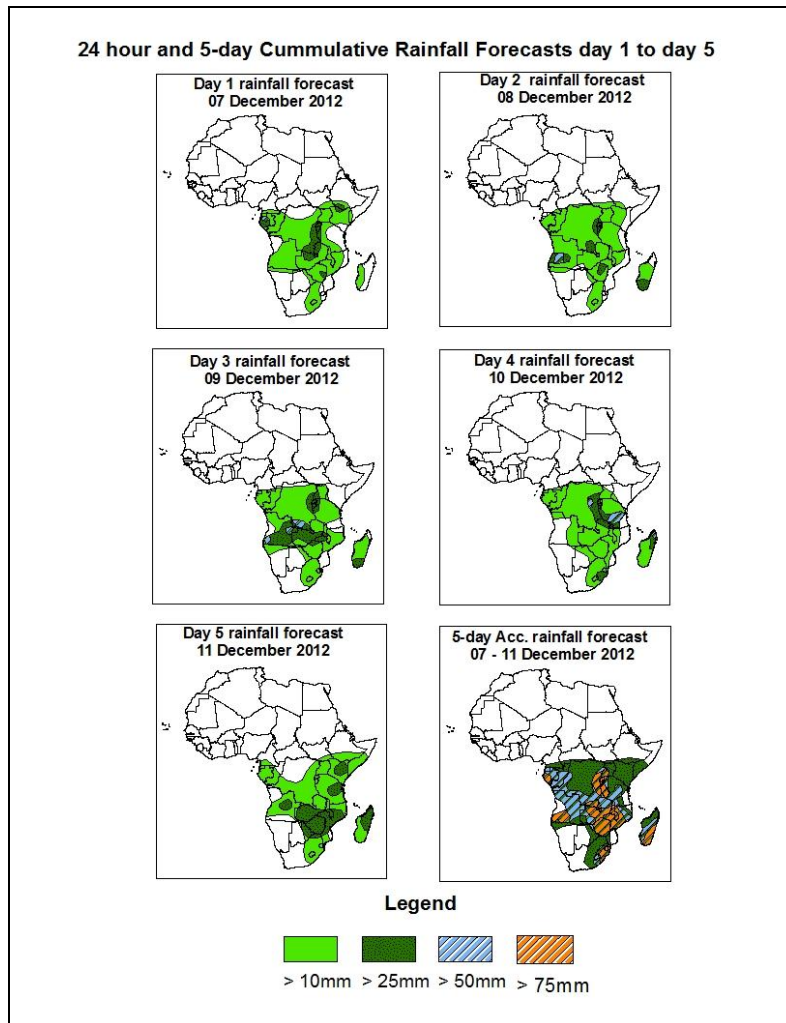 24 hour and 5-day Cummulative Rainfall Forecasts day 1 to day 5
Day 1 rainfall forecast
07 December 2012
Day 2 rainfall forecast
08 December 2012
Day 3 rainfall forecast
09 December 2012
Day 4 rainfall forecast
10 December 2012
Day 5 rainfall forecast
11 December 2012
5-day Acc. rainfall forecast
07 - 11 December 2012
Legend
> 10mm > 25mm > 50mm > 75mm